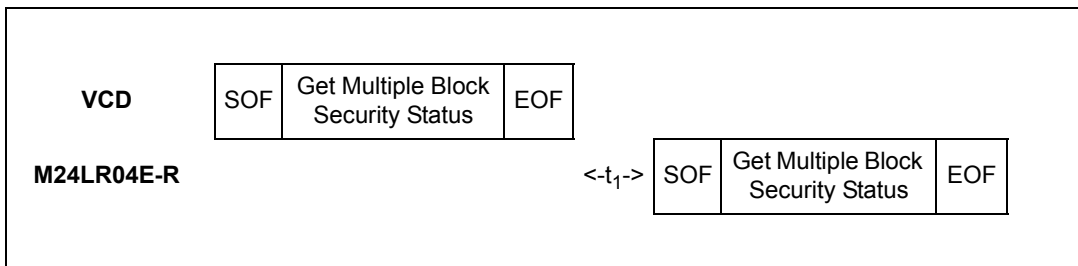 VCD
SOF
Get Multiple Block
Security Status
EOF
M24LR04E-R
<-t1->
SOF
Get Multiple Block
Security Status
EOF